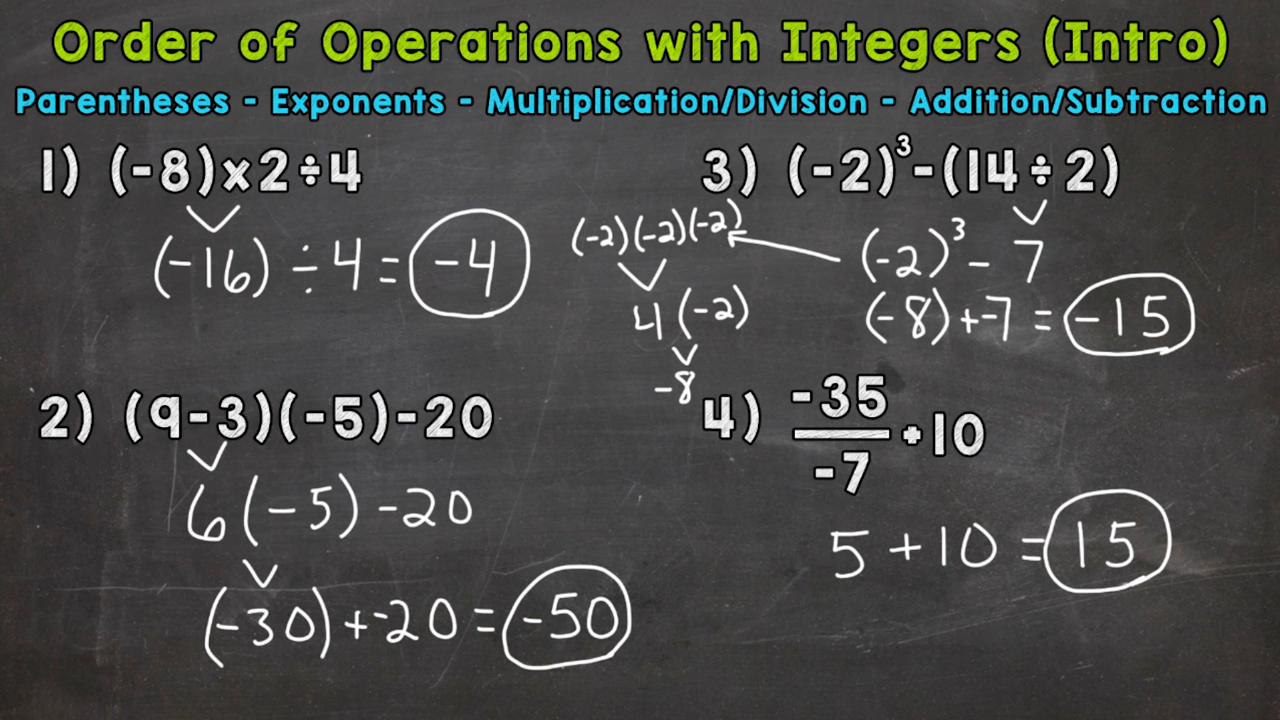 Order of Operations with Integers (Intro)
Parentheses - Exponents - Multiplication/Division - Addition/Subtraction
1) (-8)x2÷4
(-16) ÷ 4 = -4
2) (9-3)(-5)-20
6(-5)-20
(-30)+-20 = -50
3) (-2)³-(14÷2)
(-2)³-7
(-2)(-2)(-2)
4(-2)
-8
(-8)+-7 = -15
4) -35/-7 + 10
5+10 = 15